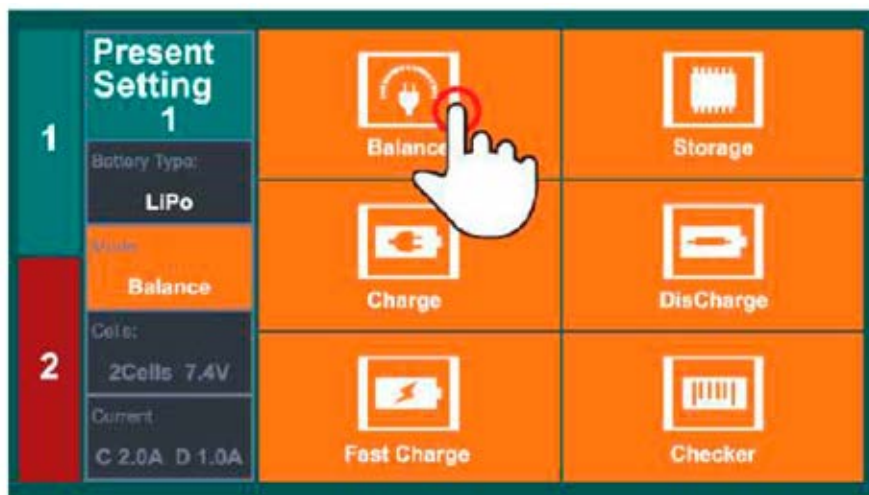 1
2
Present
Setting
1
Battery Type:
LiPo
Mode
Balance
Cells:
2Cells 7.4V
Current
C 2.0A D 1.0A
Balance
Storage
Charge
DisCharge
Fast Charge
Checker